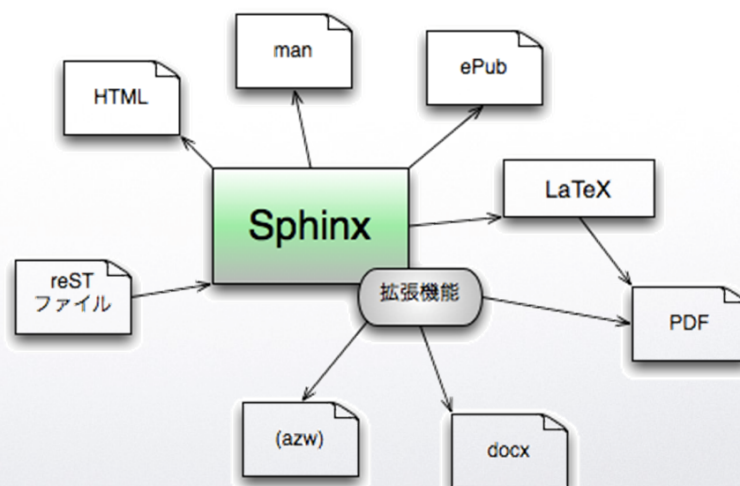 man
ePub
HTML
LaTeX
Sphinx
reST
ファイル
拡張機能
PDF
(azw)
docx